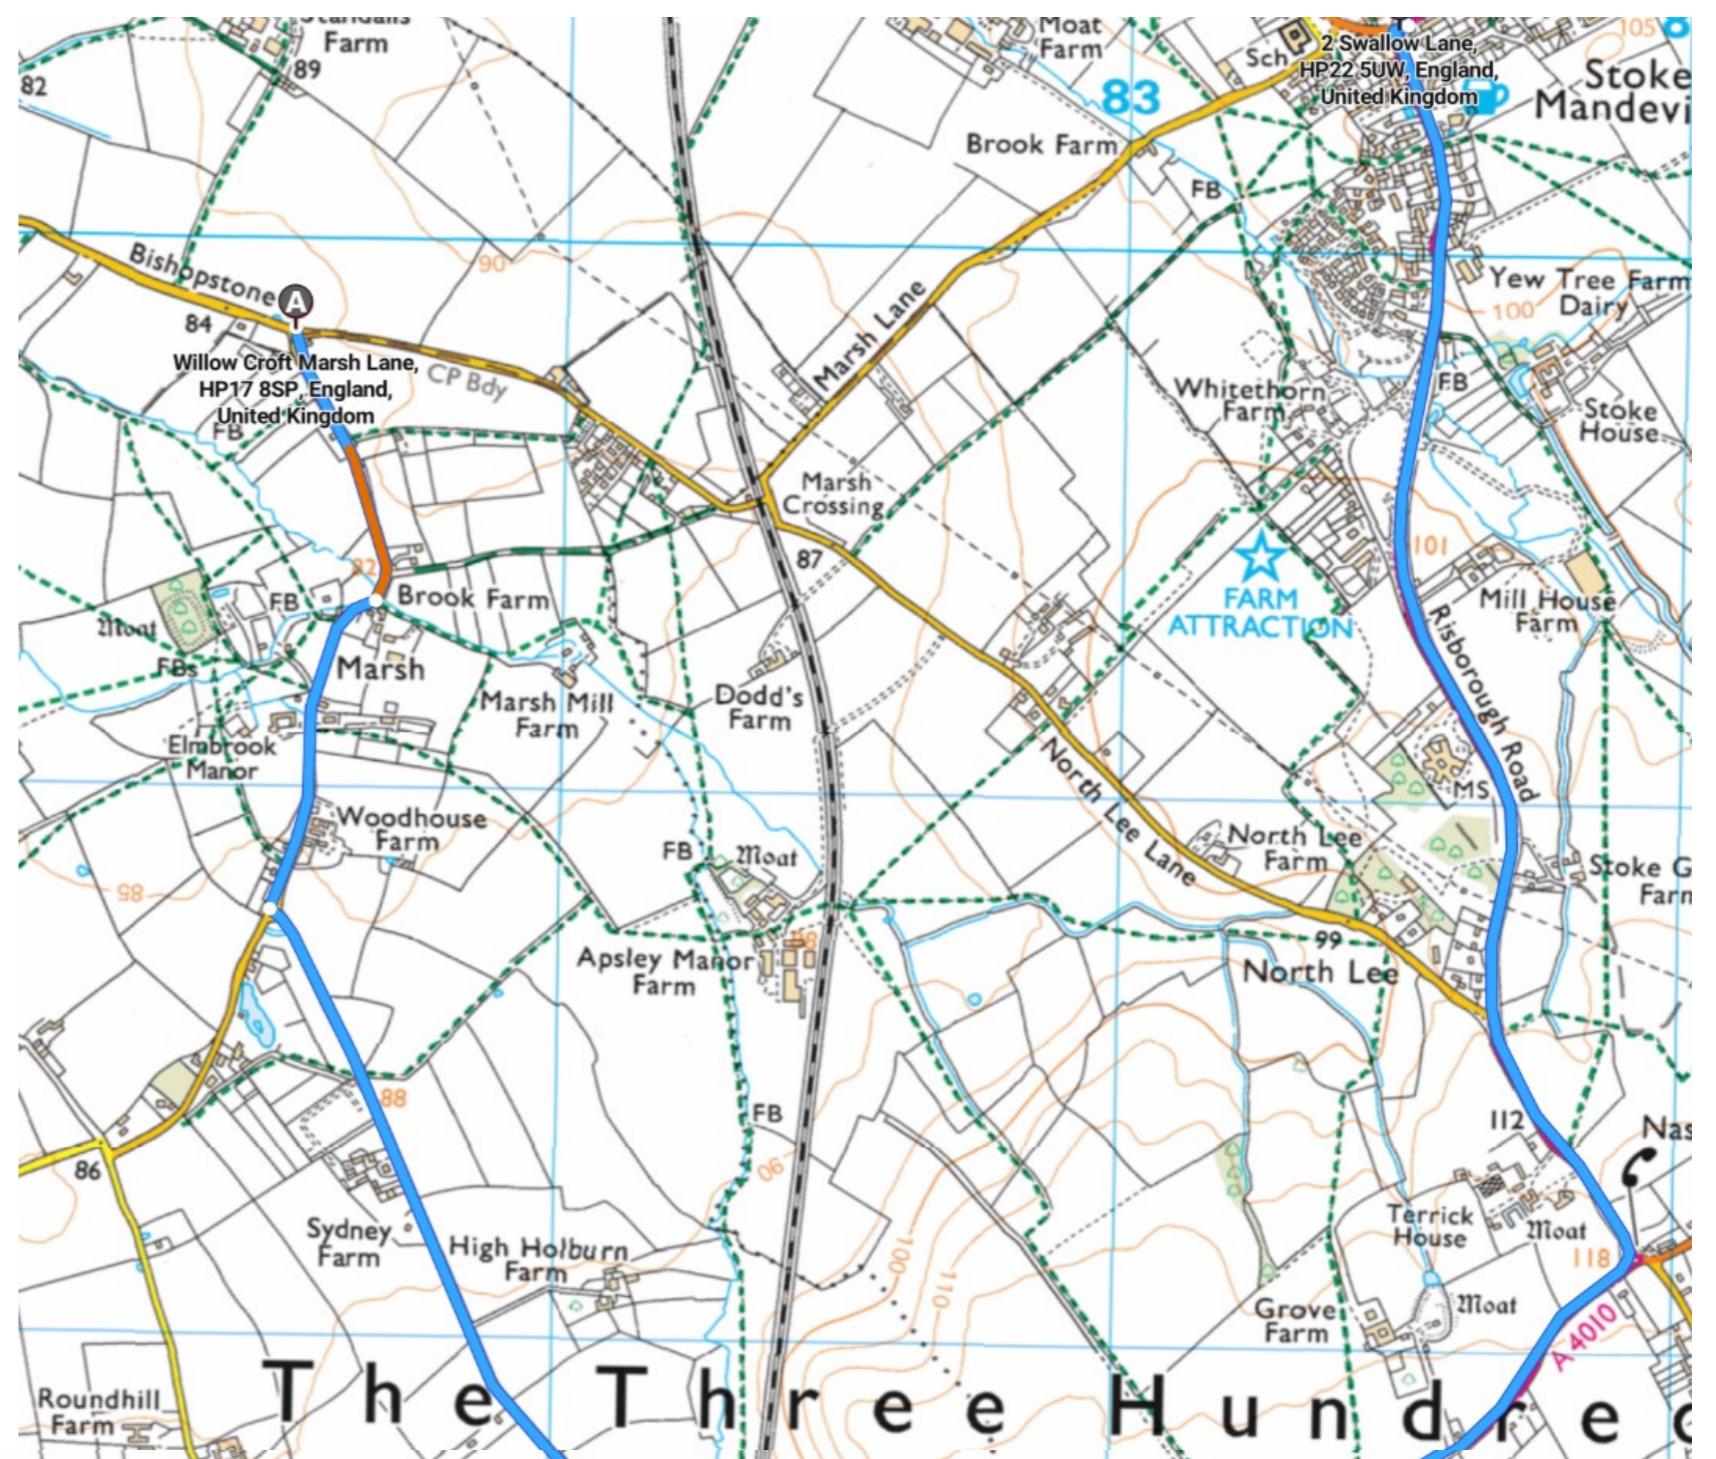 Farm
89
82
Moat
Farm
83
Sch
2 Swallow Lane,
HP22 5UW, England,
United Kingdom
105
8
Stoke
Mandevi
Brook Farm
FB
Bishopstone
A
84
90
Willow Croft Marsh Lane,
HP17 8SP, England,
United Kingdom
CP Bdy
FB
Marsh Lane
Yew Tree Farm
Dairy
100
Whitethorn
Farm
FB
Stoke
House
Marsh
Crossing
87
101
82
Brook Farm
FB
Moat
FBs
Marsh
FARM
ATTRACTION
Mill House
Farm
Risborough Road
Marsh Mill
Farm
Dodd's
Farm
Elmbrook
Manor
North Lee Lane
MS
Woodhouse
Farm
FB
Moat
North Lee
Farm
Stoke G
Farm
85
99
North Lee
Apsley Manor
Farm
88
88
FB
112
Nas
86
90
Sydney
Farm
High Holburn
Farm
Terrick
House
Moat
118
100
110
Grove
Farm
Moat
A 4010
Roundhill
Farm
The Three Hundred